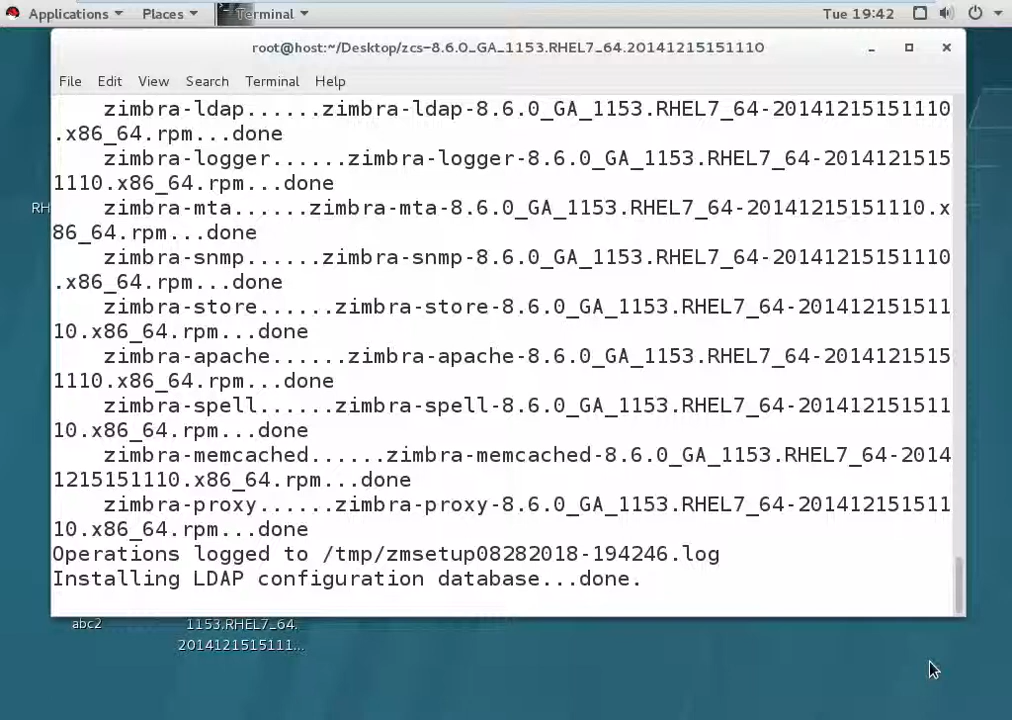 Applications Places Terminal Tue 19:42
root@host:~/Desktop/zcs-8.6.0_GA_1153.RHEL7_64.20141215151110
File Edit View Search Terminal Help
zimbra-ldap......zimbra-ldap-8.6.0_GA_1153.RHEL7_64-20141215151110
.x86_64.rpm...done
zimbra-logger......zimbra-logger-8.6.0_GA_1153.RHEL7_64-2014121515
1110.x86_64.rpm...done
zimbra-mta......zimbra-mta-8.6.0_GA_1153.RHEL7_64-20141215151110.x
86_64.rpm...done
zimbra-snmp......zimbra-snmp-8.6.0_GA_1153.RHEL7_64-20141215151110
.x86_64.rpm...done
zimbra-store......zimbra-store-8.6.0_GA_1153.RHEL7_64-201412151511
10.x86_64.rpm...done
zimbra-apache......zimbra-apache-8.6.0_GA_1153.RHEL7_64-2014121515
1110.x86_64.rpm...done
zimbra-spell......zimbra-spell-8.6.0_GA_1153.RHEL7_64-201412151511
10.x86_64.rpm...done
zimbra-memcached......zimbra-memcached-8.6.0_GA_1153.RHEL7_64-2014
1215151110.x86_64.rpm...done
zimbra-proxy......zimbra-proxy-8.6.0_GA_1153.RHEL7_64-201412151511
10.x86_64.rpm...done
Operations logged to /tmp/zmsetup08282018-194246.log
Installing LDAP configuration database...done.
RH
abc2
1153.RHEL7_64.
2014121515111...